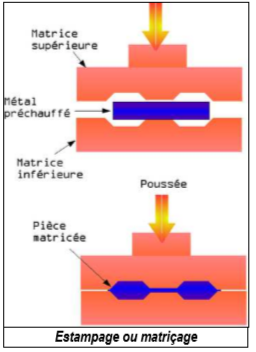 Matrice
supérieure
Métal
préchauffé
Matrice
inférieure
Poussée
Pièce
matricée
Estampage ou matriçage